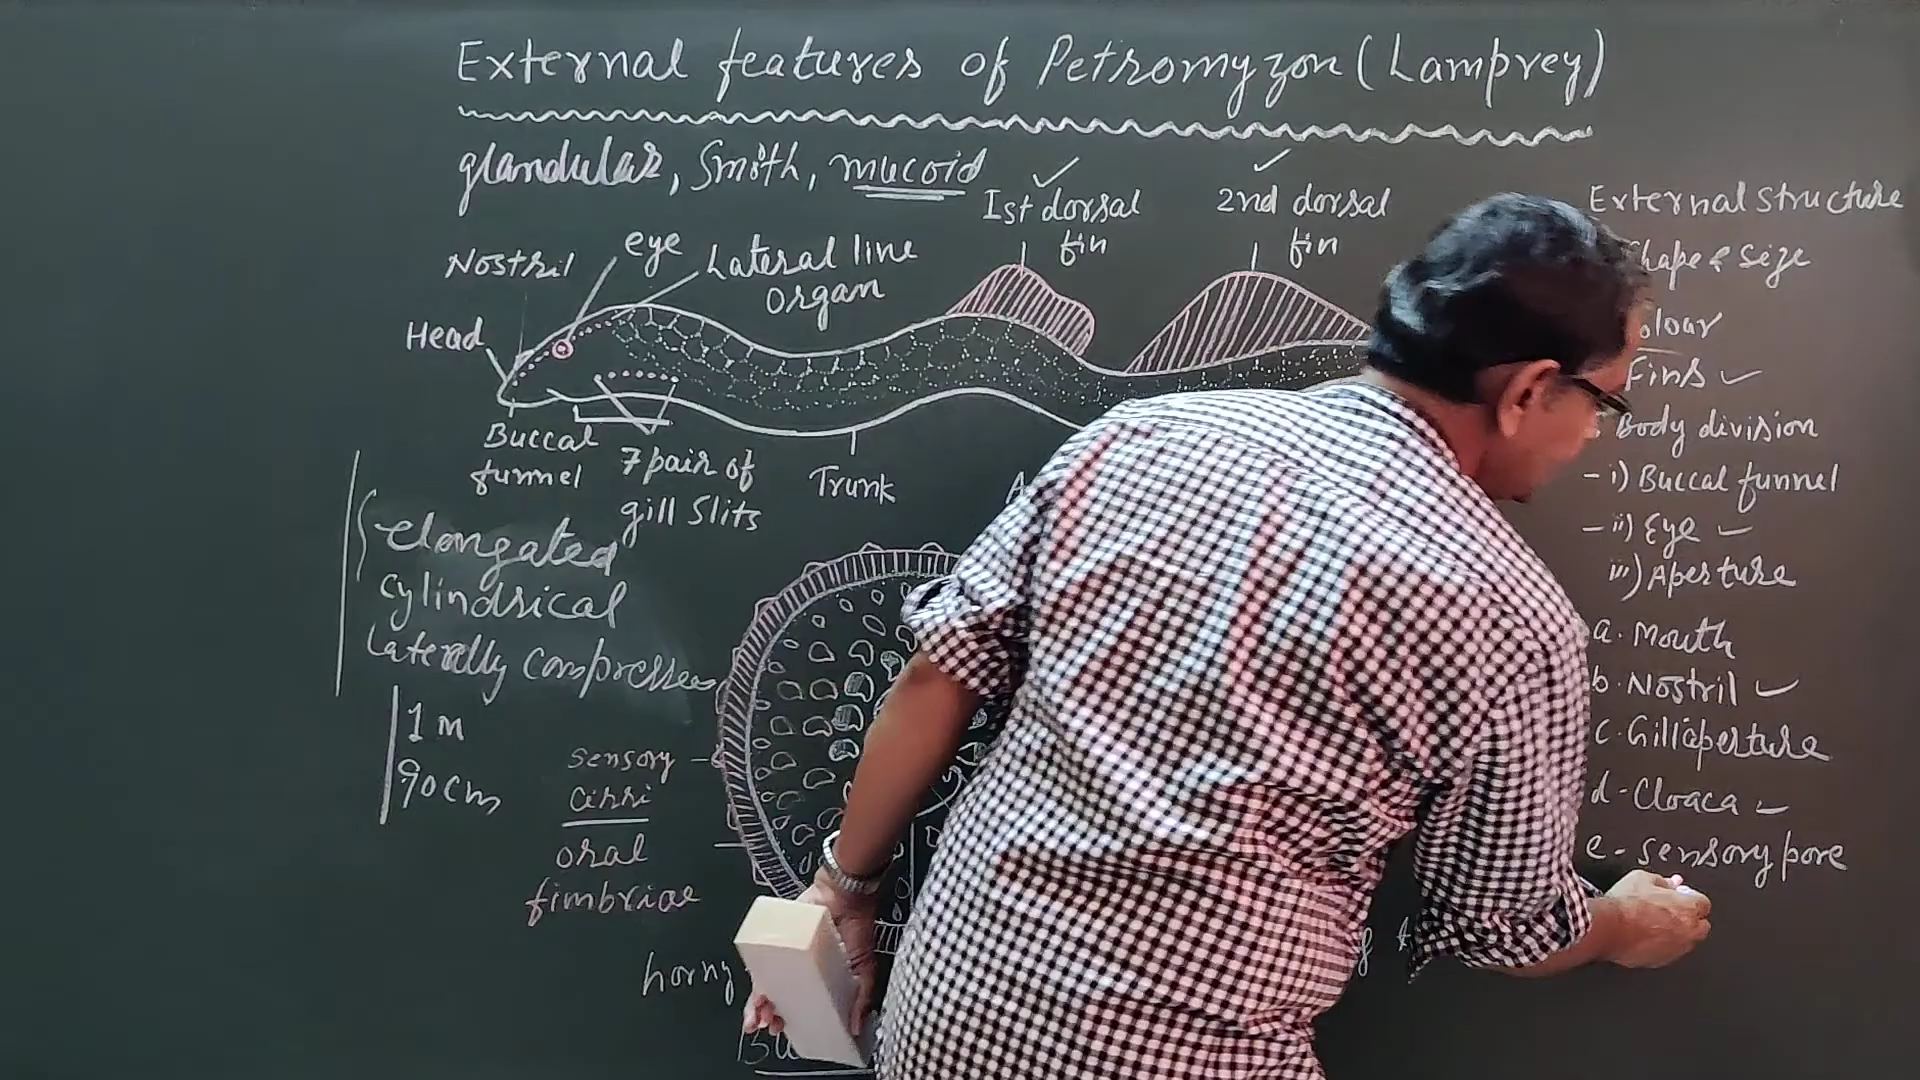 External features of Petromyzon (Lamprey)
glandular, Smith, mucoid
Ist dorsal
fin
2nd dorsal
fin
Nostril
eye
Lateral line
organ
Head
Buccal
funnel
7 pair of
gill Slits
Trunk
elongated
cylindrical
Laterally compressed
1 m
90 cm
sensory
cirri
oral
fimbriae
horny
External structure
Shape & size
Colour
Fins ✓
Body division
- i) Buccal funnel
- ii) Eye ✓
iii) Aperture
a. Mouth
b. Nostril ✓
c. Gill aperture
d - Cloaca ✓
e - sensory pore